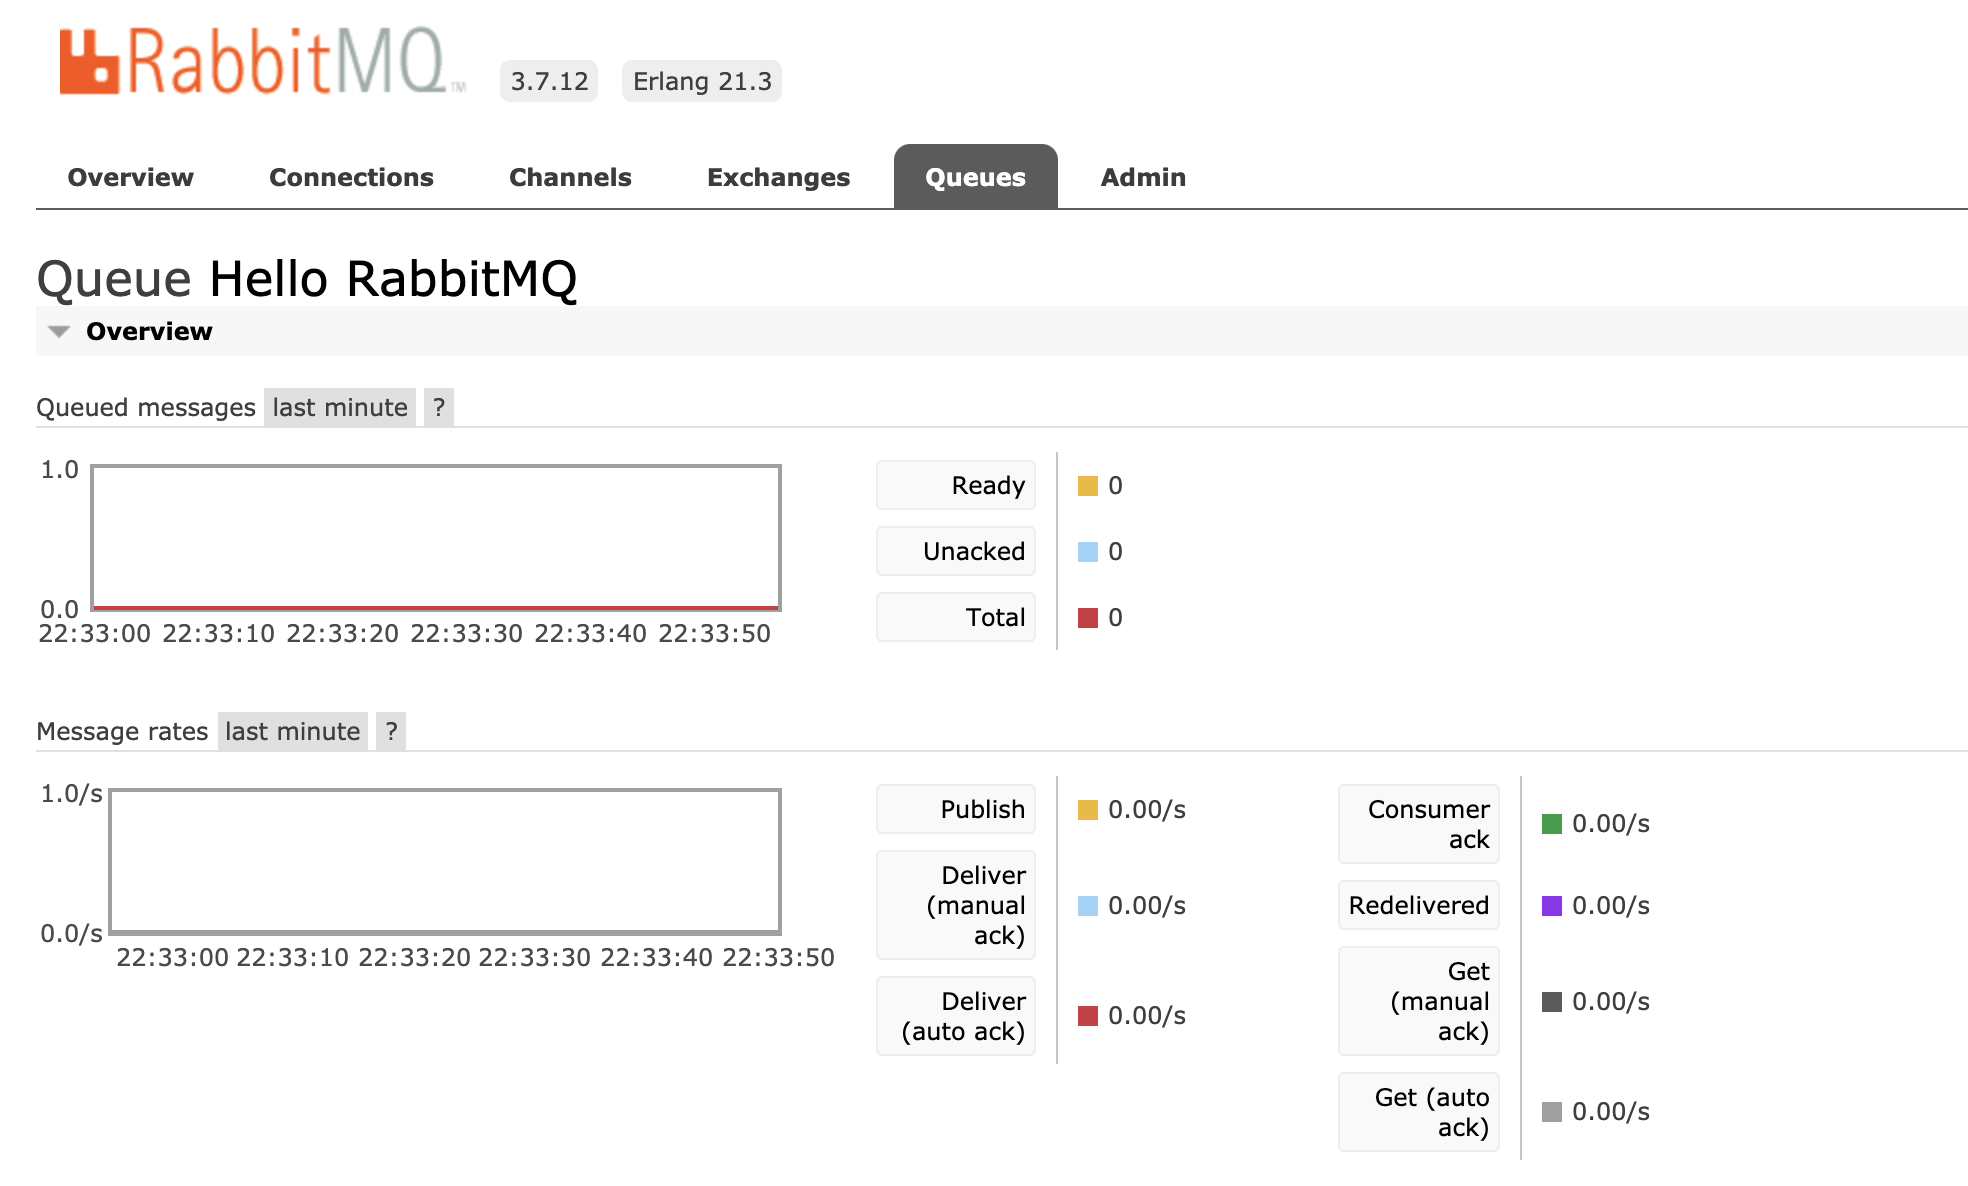 RabbitMQ™ 3.7.12 Erlang 21.3
Overview Connections Channels Exchanges Queues Admin
Queue Hello RabbitMQ
Overview
Queued messages last minute ?
1.0
0.0
22:33:00 22:33:10 22:33:20 22:33:30 22:33:40 22:33:50
Ready 0
Unacked 0
Total 0
Message rates last minute ?
1.0/s
0.0/s
22:33:00 22:33:10 22:33:20 22:33:30 22:33:40 22:33:50
Publish 0.00/s
Deliver
(manual 0.00/s
ack)
Deliver
(auto ack) 0.00/s
Consumer
ack 0.00/s
Redelivered 0.00/s
Get
(manual 0.00/s
ack)
Get (auto
ack) 0.00/s